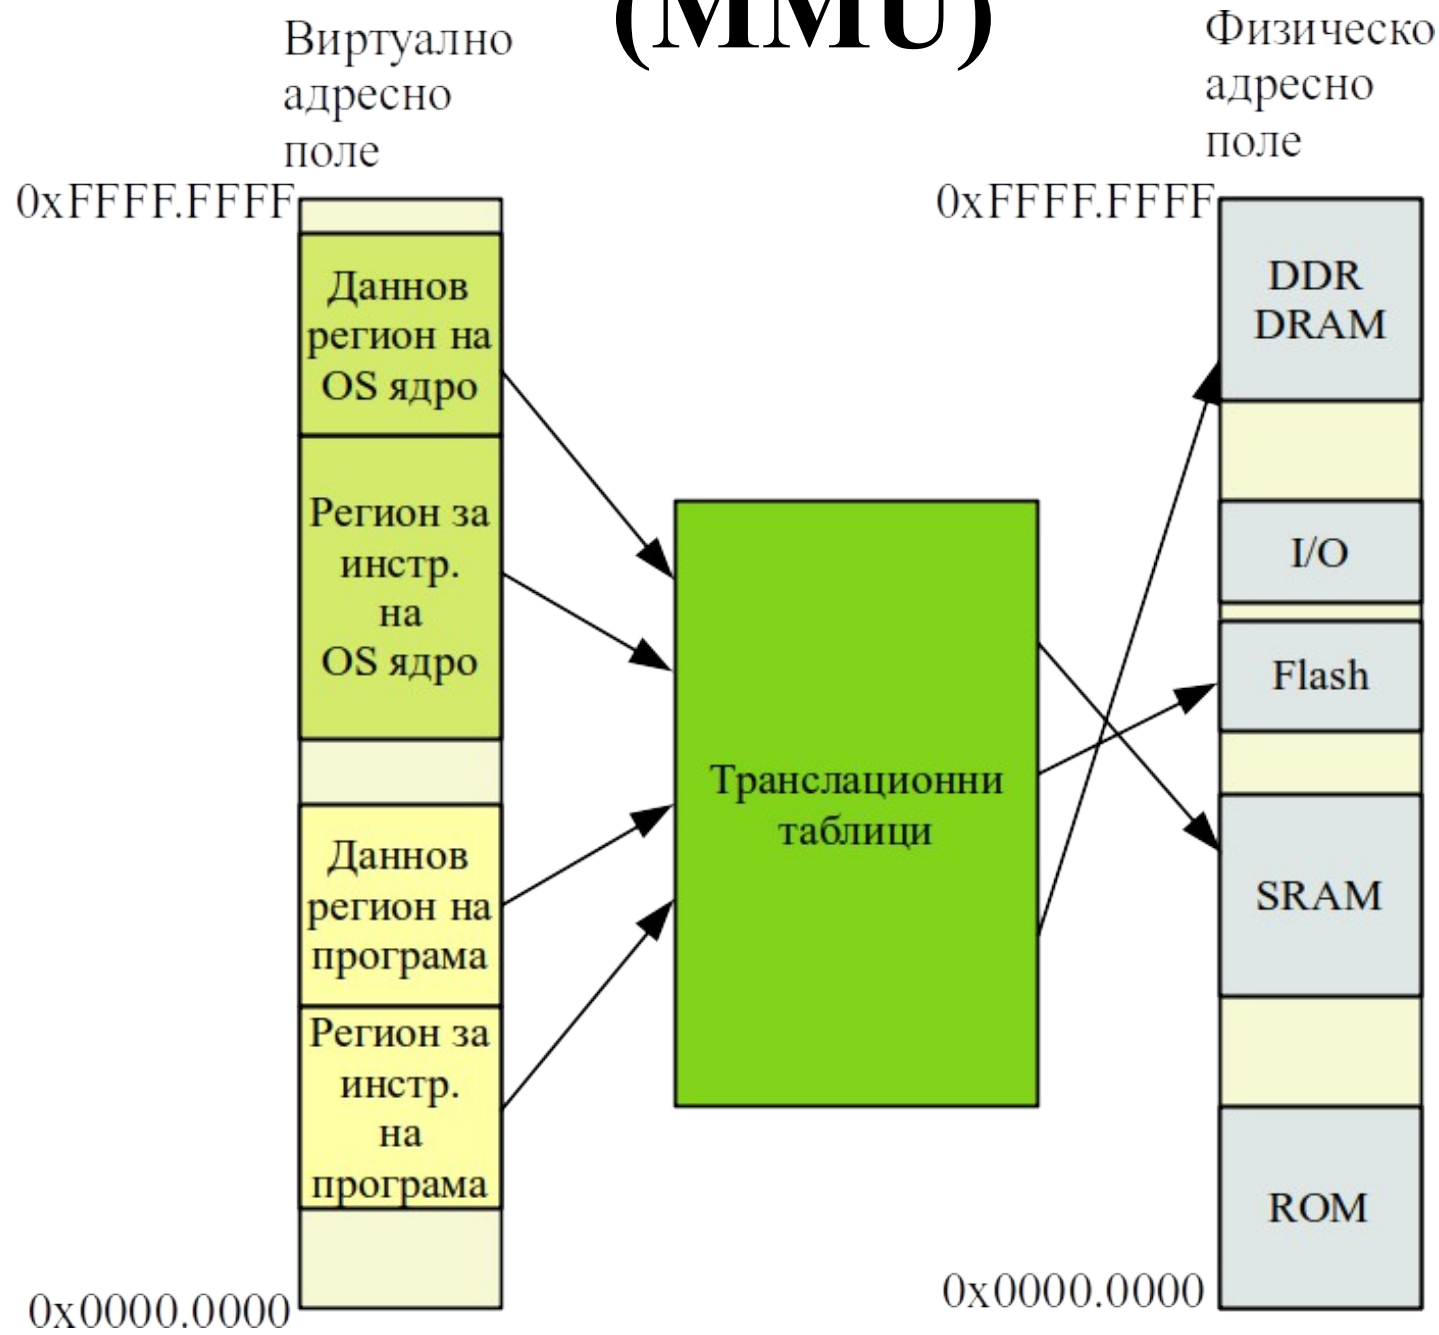 (MMU)
Виртуално
адресно
поле
Физическо
адресно
поле
0xFFFF.FFFF
Даннов
регион на
OS ядро
Регион за
инстр.
на
OS ядро
Даннов
регион на
програма
Регион за
инстр.
на
програма
0x0000.0000
Транслационни
таблици
0xFFFF.FFFF
DDR
DRAM
I/O
Flash
SRAM
ROM
0x0000.0000